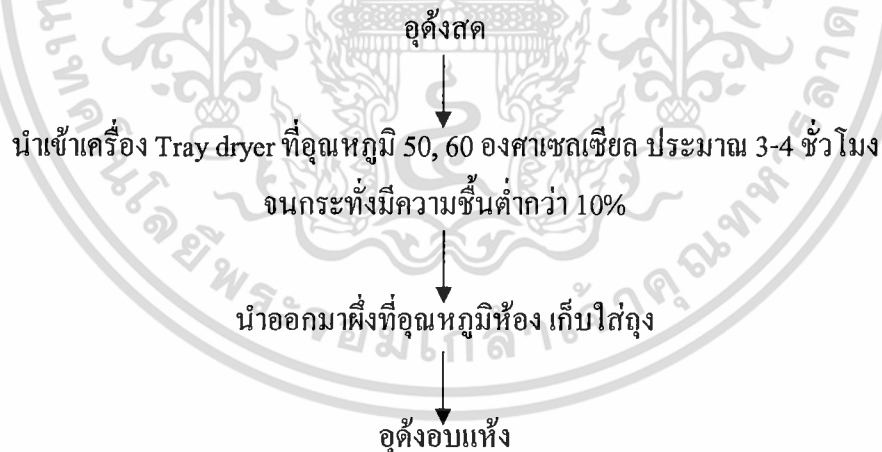 อุด้งสด
นำเข้าเครื่อง Tray dryer ที่อุณหภูมิ 50, 60 องศาเซลเซียส ประมาณ 3-4 ชั่วโมง
จนกระทั่งมีความชื้นต่ำกว่า 10%
นำออกมาผึ่งที่อุณหภูมิห้อง เก็บใส่ถุง
อุด้งอบแห้ง